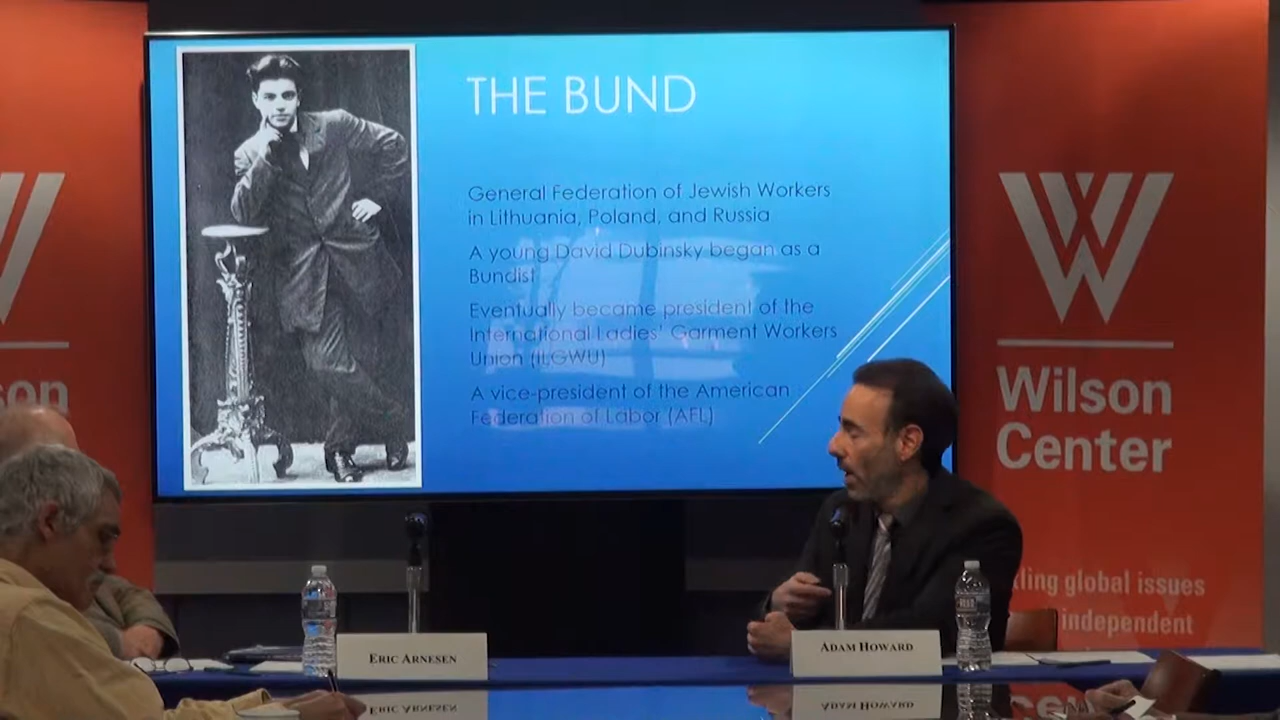 THE BUND
General Federation of Jewish Workers
in Lithuania, Poland, and Russia
A young David Dubinsky began as a
Bundist
Eventually became president of the
International Ladies' Garment Workers
Union (ILGWU)
A vice-president of the American
Federation of Labor (AFL)
Wilson
Center
son
global issues
independent
ERIC ARNESEN
ADAM HOWARD